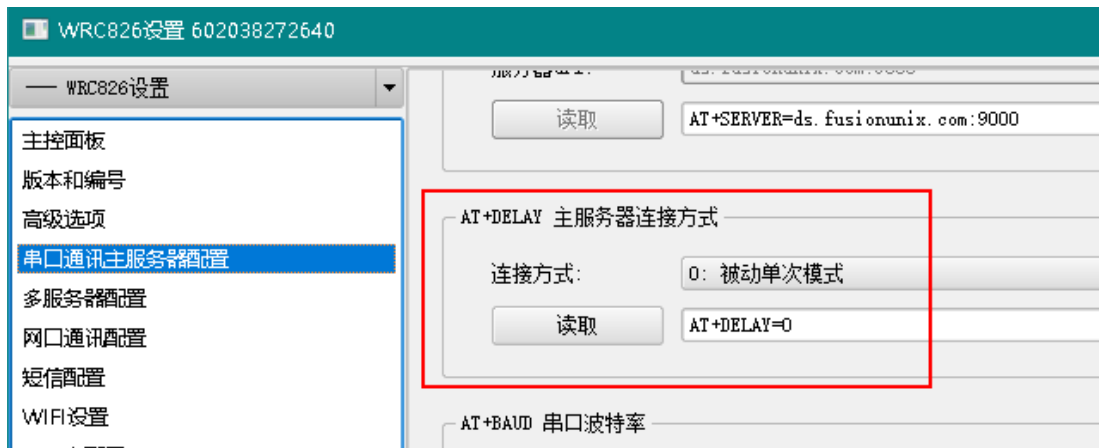 WRC826设置 602038272640
—— WRC826设置
主控面板
版本和编号
高级选项
串口通讯主服务器配置
多服务器配置
网口通讯配置
短信配置
WIFI设置
读取
AT+SERVER=ds.fusionunix.com:9000
AT+DELAY 主服务器连接方式
连接方式:
0: 被动单次模式
读取
AT+DELAY=0
AT+BAUD 串口波特率